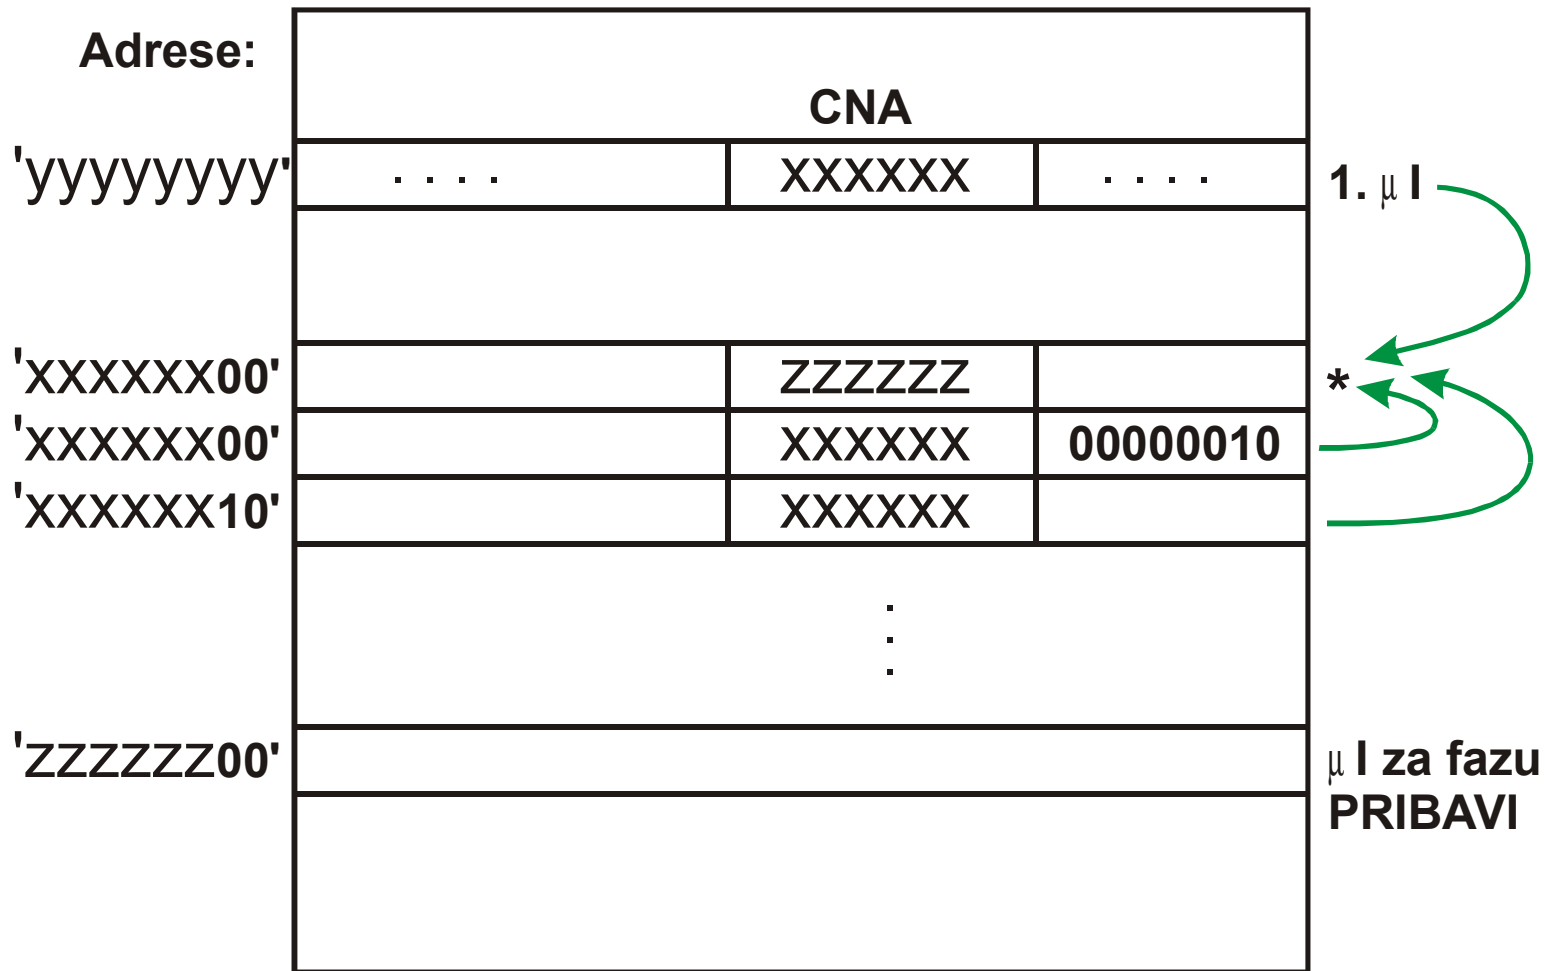 Adrese:
CNA
'yyyyyyyy' . . . . xxxxxx . . . . 1. μ I
'xxxxxx00' zzzzzz *
'xxxxxx00' xxxxxx 00000010
'xxxxxx10' xxxxxx
.
.
.
'zzzzzz00' μ I za fazu
PRIBAVI